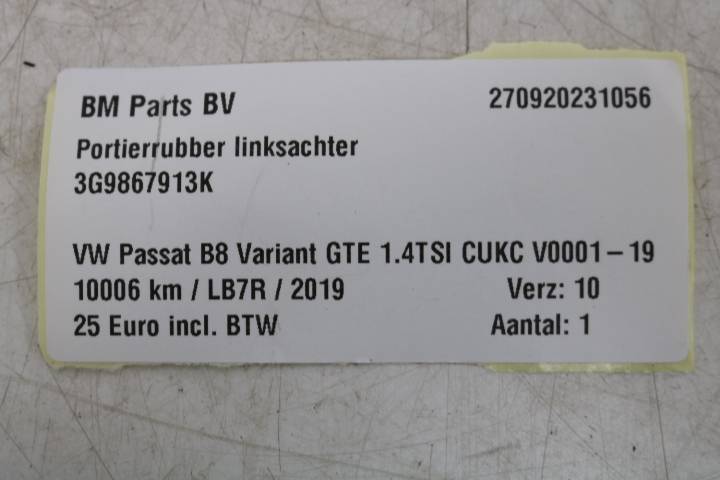 BM Parts BV 270920231056
Portierrubber linksachter
3G9867913K
VW Passat B8 Variant GTE 1.4TSI CUKC V0001-19
10006 km / LB7R / 2019 Verz: 10
25 Euro incl. BTW Aantal: 1